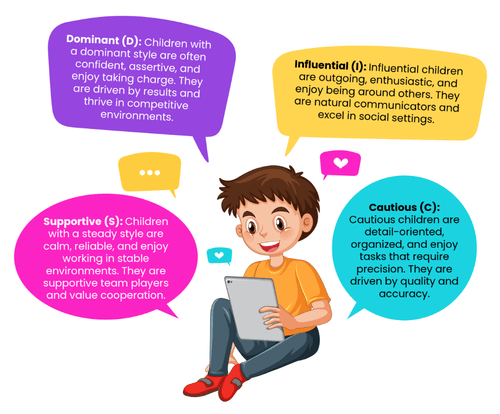 Dominant (D): Children with
a dominant style are often
confident, assertive, and
enjoy taking charge. They
are driven by results and
thrive in competitive
environments.
Influential (I): Influential children
are outgoing, enthusiastic, and
enjoy being around others. They
are natural communicators and
excel in social settings.
Supportive (S): Children
with a steady style are
calm, reliable, and enjoy
working in stable
environments. They are
supportive team players
and value cooperation.
Cautious (C):
Cautious children are
detail-oriented,
organized, and enjoy
tasks that require
precision. They are
driven by quality and
accuracy.